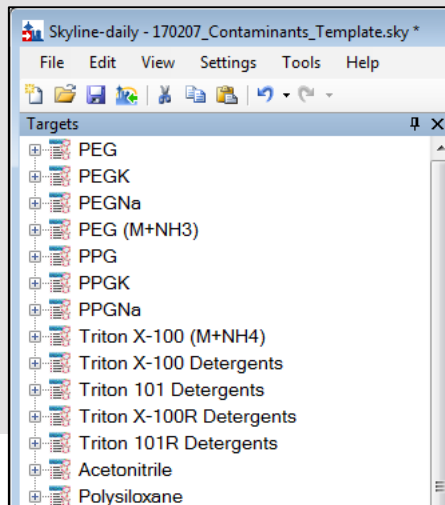 Skyline-daily - 170207_Contaminants_Template.sky *
File Edit View Settings Tools Help
Targets
PEG
PEGK
PEGNa
PEG (M+NH3)
PPG
PPGK
PPGNa
Triton X-100 (M+NH4)
Triton X-100 Detergents
Triton 101 Detergents
Triton X-100R Detergents
Triton 101R Detergents
Acetonitrile
Polysiloxane